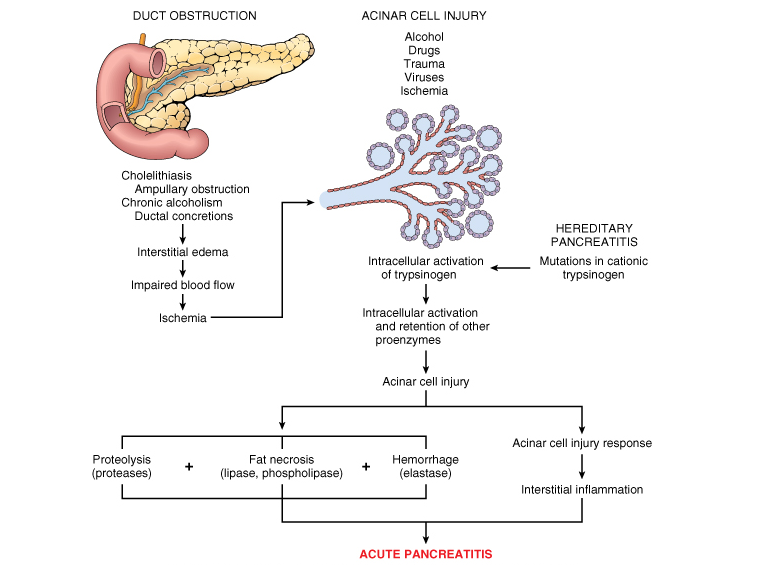 DUCT OBSTRUCTION
Cholelithiasis
Ampullary obstruction
Chronic alcoholism
Ductal concretions
Interstitial edema
Impaired blood flow
Ischemia
ACINAR CELL INJURY
Alcohol
Drugs
Trauma
Viruses
Ischemia
HEREDITARY
PANCREATITIS
Mutations in cationic
trypsinogen
Intracellular activation
of trypsinogen
Intracellular activation
and retention of other
proenzymes
Acinar cell injury
Proteolysis
(proteases)
+
Fat necrosis
(lipase, phospholipase)
+
Hemorrhage
(elastase)
Acinar cell injury response
Interstitial inflammation
ACUTE PANCREATITIS